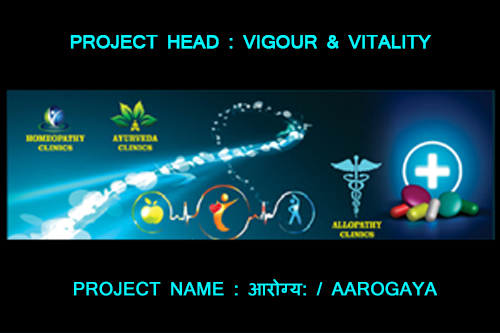 PROJECT HEAD : VIGOUR & VITALITY
HOMEOPATHY
CLINICS
AYURVEDA
CLINICS
ALLOPATHY
CLINICS
PROJECT NAME : आरोग्य: / AAROGAYA